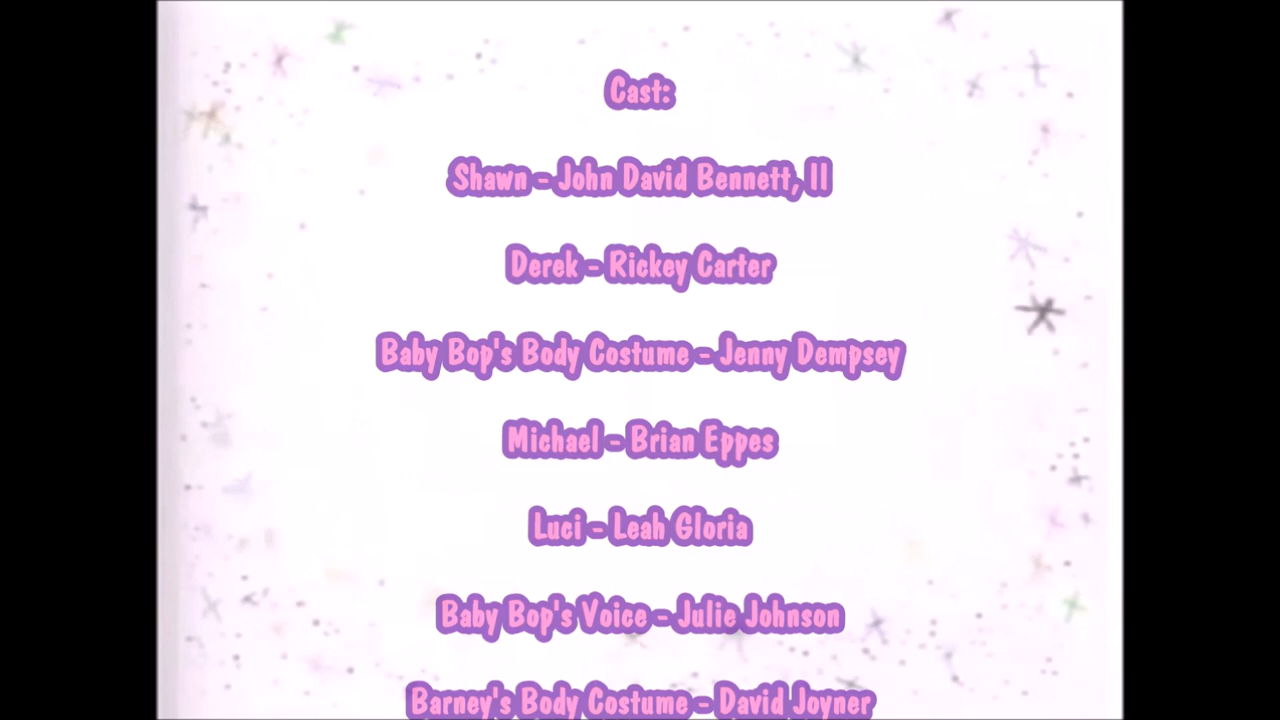 Cast:
Shawn - John David Bennett, II
Derek - Rickey Carter
Baby Bop's Body Costume - Jenny Dempsey
Michael - Brian Eppes
Luci - Leah Gloria
Baby Bop's Voice - Julie Johnson
Barney's Body Costume - David Joyner